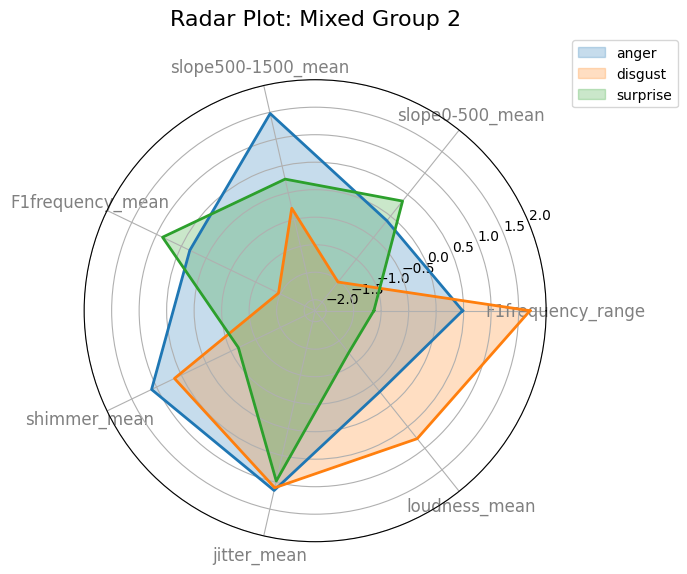 Radar Plot: Mixed Group 2
anger
disgust
surprise
slope500-1500_mean
slope0-500_mean
F1frequency_mean
F1frequency_range
shimmer_mean
jitter_mean
loudness_mean
−2.0
−1.5
−1.0
−0.5
0.0
0.5
1.0
1.5
2.0